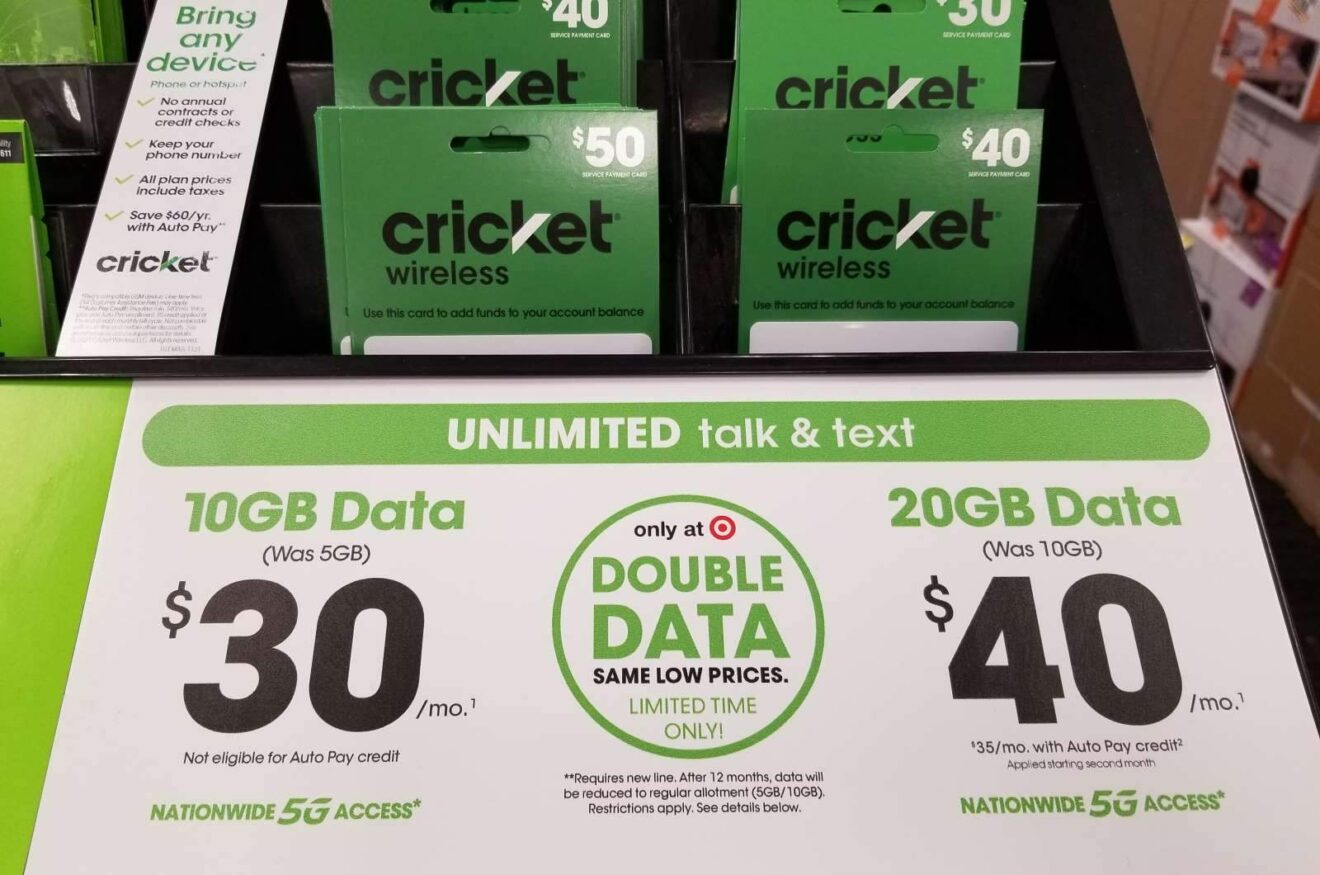 Bring
any
device*
Phone or hotspot
No annual
contracts or
credit checks
Keep your
phone number
All plan prices
include taxes
Save $60/yr.
with Auto Pay**
cricket
611
$40
SERVICE PAYMENT CARD
cricket
$30
SERVICE PAYMENT CARD
cricket
$50
SERVICE PAYMENT CARD
cricket
wireless
Use this card to add funds to your account balance
$40
SERVICE PAYMENT CARD
cricket
wireless
Use this card to add funds to your account balance
UNLIMITED talk & text
10GB Data
(Was 5GB)
$30/mo.¹
Not eligible for Auto Pay credit
NATIONWIDE 5G ACCESS*
only at
DOUBLE
DATA
SAME LOW PRICES.
LIMITED TIME
ONLY!
**Requires new line. After 12 months, data will
be reduced to regular allotment (5GB/10GB).
Restrictions apply. See details below.
20GB Data
(Was 10GB)
$40/mo.¹
$35/mo. with Auto Pay credit²
Applied starting second month
NATIONWIDE 5G ACCESS*